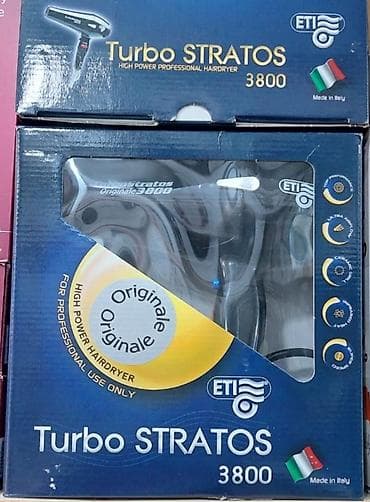 ETI
Turbo STRATOS
HIGH POWER PROFESSIONAL HAIRDRYER
3800
Made in Italy
stratos
Originale 3800
ETI
Originale
Originale
HIGH POWER HAIRDRYER
FOR PROFESSIONAL USE ONLY
ETI
Turbo STRATOS
3800
Made in Italy